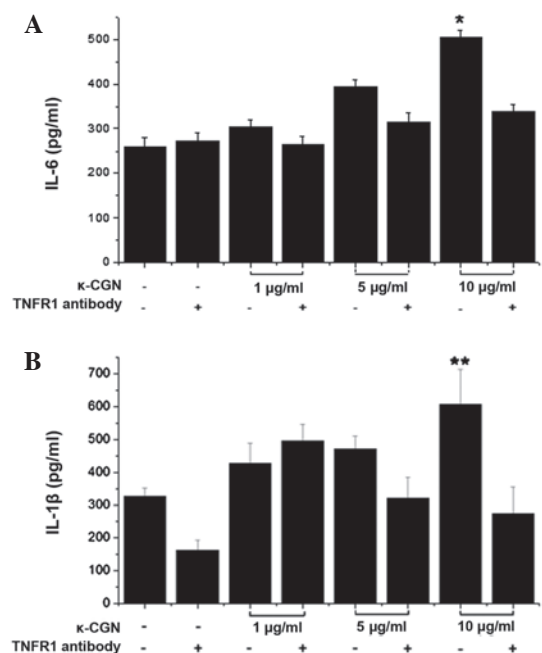 A
*
500
400
IL-6 (pg/ml)
300
200
100
0
κ-CGN - - 1 µg/ml 5 µg/ml 10 µg/ml
TNFR1 antibody - + - + - + - +
B
700
**
600
500
IL-1β (pg/ml)
400
300
200
100
0
κ-CGN - - 1 µg/ml 5 µg/ml 10 µg/ml
TNFR1 antibody - + - + - + - +